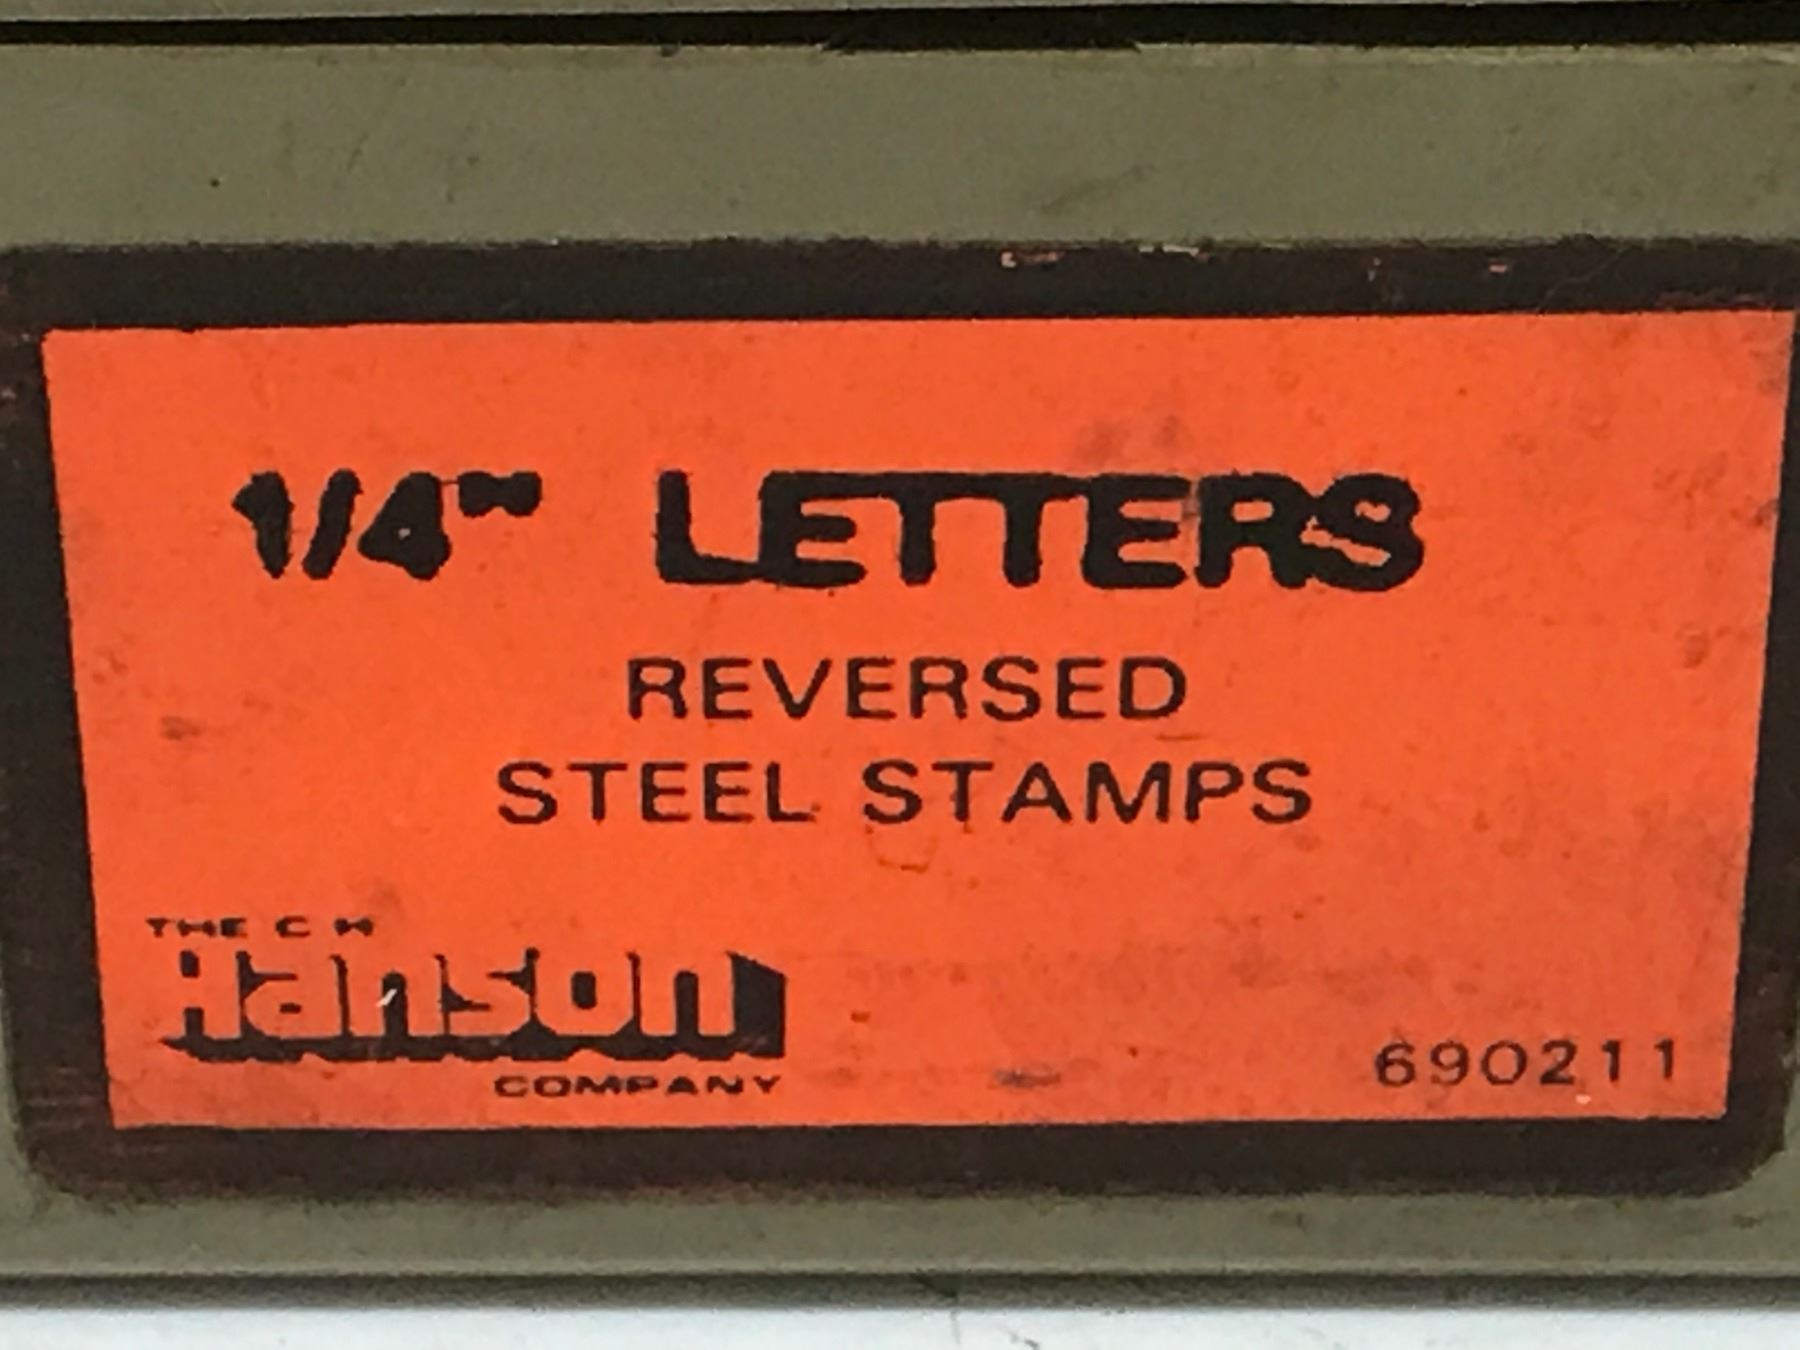 1/4" LETTERS
REVERSED
STEEL STAMPS
THE C H
Hanson
COMPANY
690211